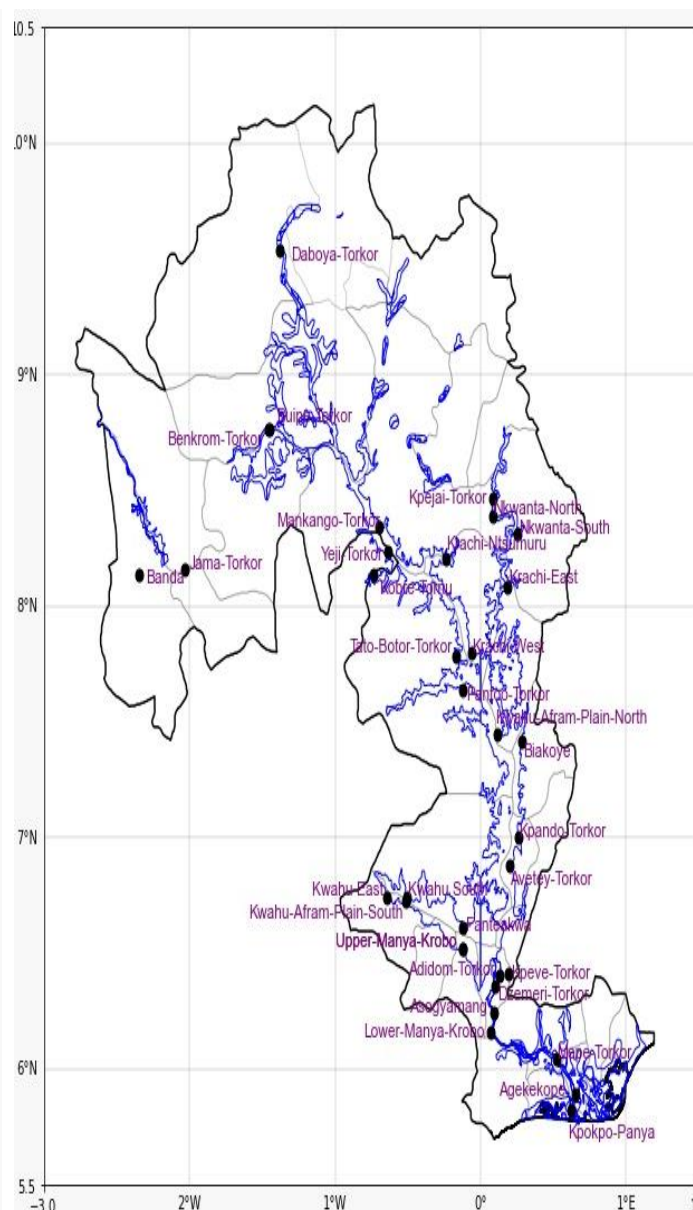 10.5
0°N
Daboya-Torkor
9°N
Buipe-Torkor
Benkrom-Torkor
Kpejai-Torkor
Nkwanta-North
Mankango-Torkor
Nkwanta-South
Krachi-Ntsumuru
Yeji-Torkor
Jama-Torkor
Banda
Krachi-East
Kobre-Tomu
8°N
Tato-Botor-Torkor
Krachi-West
Pantoo-Torkor
Kwahu-Afram-Plain-North
Biakoye
7°N
Kpando-Torkor
Avetey-Torkor
Kwahu-East
Kwahu South
Kwahu-Afram-Plain-South
Fanteakwa
Upper-Manya-Krobo
Adidom-Torkor
Kpeve-Torkor
Dzemeri-Torkor
Asogyamang
Lower-Manya-Krobo
Mepe-Torkor
6°N
Agekekope
Kpokpo-Panya
5.5
−3.0
2°W
1°W
0°
1°E